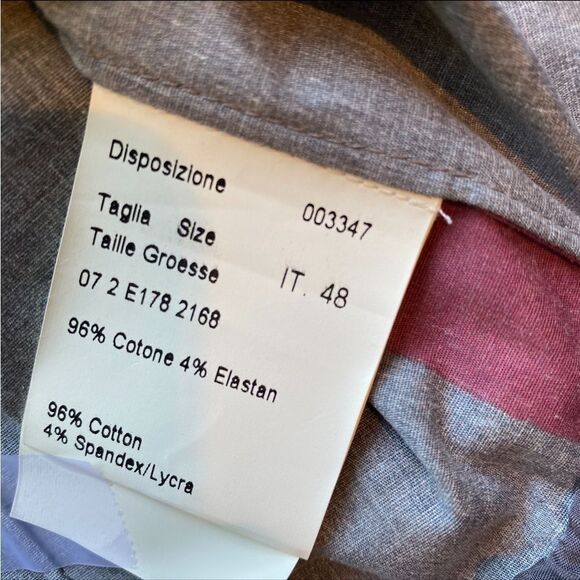 Disposizione 003347
Taglia Size
Taille Groesse IT. 48
07 2 E178 2168
96% Cotone 4% Elastan
96% Cotton
4% Spandex/Lycra